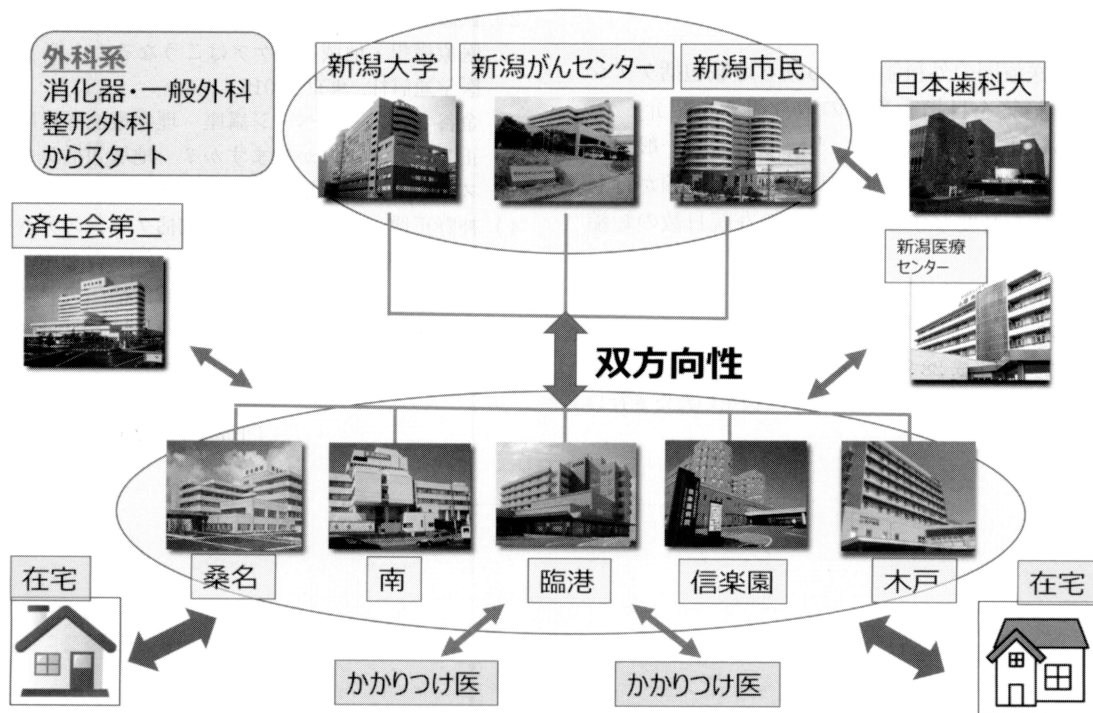 外科系
消化器・一般外科
整形外科
からスタート
新潟大学
新潟がんセンター
新潟市民
日本歯科大
済生会第二
新潟医療
センター
双方向性
桑名
南
臨港
信楽園
木戸
在宅
在宅
かかりつけ医
かかりつけ医